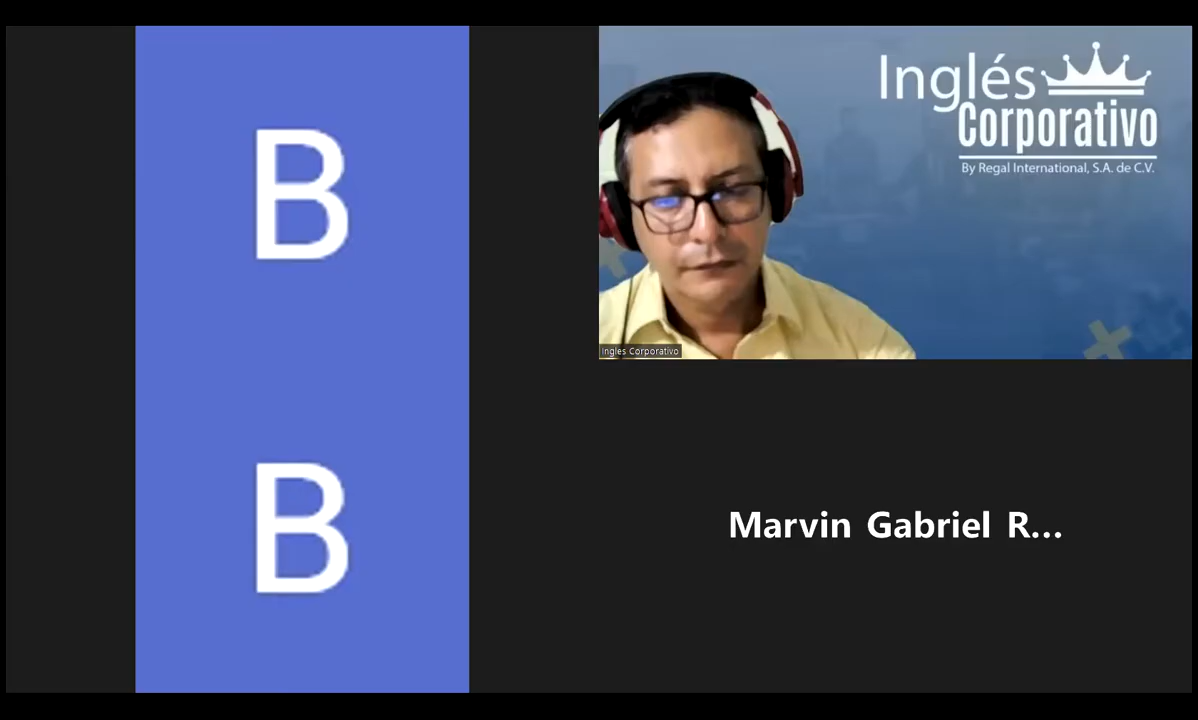 B
Inglés
Corporativo
By Regal International, S.A. de C.V.
Ingles Corporativo
B
Marvin Gabriel R...